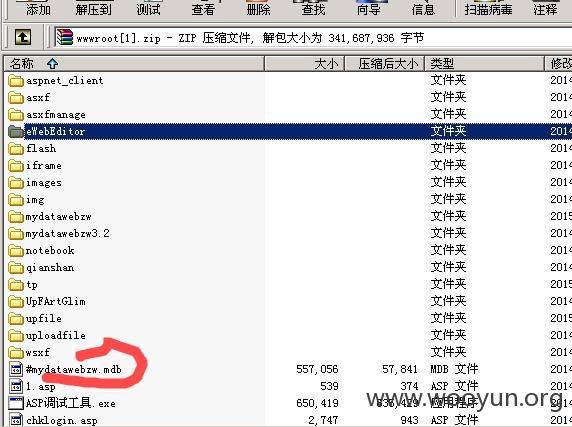 添加 解压到 测试 查看 删除 查找 向导 信息 扫描病毒 注释
wwwroot[1].zip - ZIP 压缩文件, 解包大小为 341,687,936 字节
名称 大小 压缩后大小 类型 修改
aspnet_client 文件夹 2014
asxf 文件夹 2014
asxfmanage 文件夹 2014
eWebEditor 文件夹 2014
flash 文件夹 2014
iframe 文件夹 2014
images 文件夹 2014
img 文件夹 2014
mydatawebzw 文件夹 2014
mydatawebzw3.2 文件夹 2014
notebook 文件夹 2014
qianshan 文件夹 2014
tp 文件夹 2014
UpFArtGlim 文件夹 2014
upfile 文件夹 2014
uploadfile 文件夹 2014
wsxf 文件夹 2014
#mydatawebzw.mdb 557,056 57,841 MDB 文件 2014
1.asp 539 374 ASP 文件 2014
ASP调试工具.exe 650,419 应用程序
chklogin.asp 2,747 943 ASP 文件 2014
www.wooyun.org